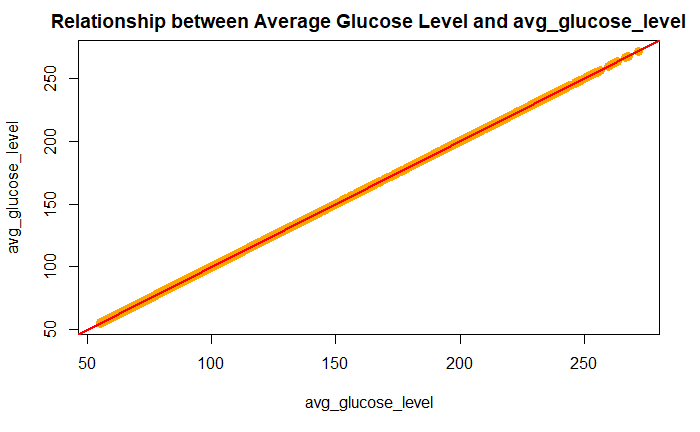 Relationship between Average Glucose Level and avg_glucose_level
avg_glucose_level
250
200
150
100
50
50 100 150 200 250
avg_glucose_level